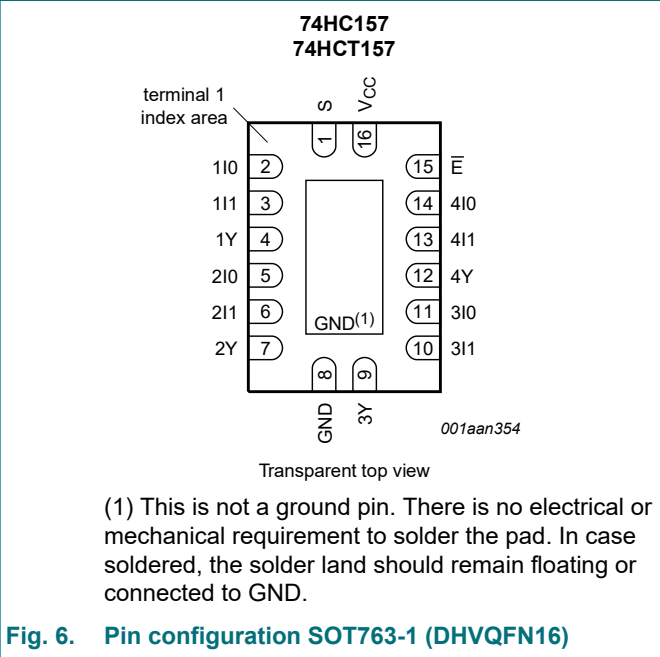 74HC157
74HCT157
terminal 1
index area
S
VCC
1
16
1I0
2
15
E̅
1I1
3
14
4I0
1Y
4
13
4I1
2I0
5
12
4Y
2I1
6
11
3I0
2Y
7
10
3I1
GND(1)
8
9
GND
3Y
001aan354
Transparent top view
(1) This is not a ground pin. There is no electrical or
mechanical requirement to solder the pad. In case
soldered, the solder land should remain floating or
connected to GND.
Fig. 6. Pin configuration SOT763-1 (DHVQFN16)